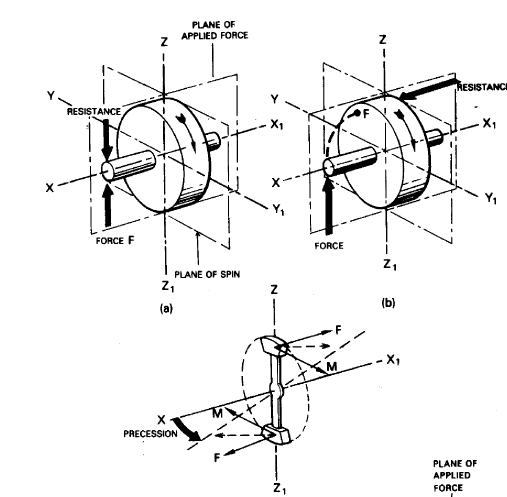 PLANE OF
APPLIED FORCE
Z
RESISTANCE
Y
X1
X
Y1
FORCE F
PLANE OF SPIN
Z1
(a)
Z
RESISTANCE
Y
F
X1
X
Y1
FORCE
Z1
(b)
Z
F
X1
M
X
M
PRECESSION
F
Z1
PLANE OF
APPLIED
FORCE